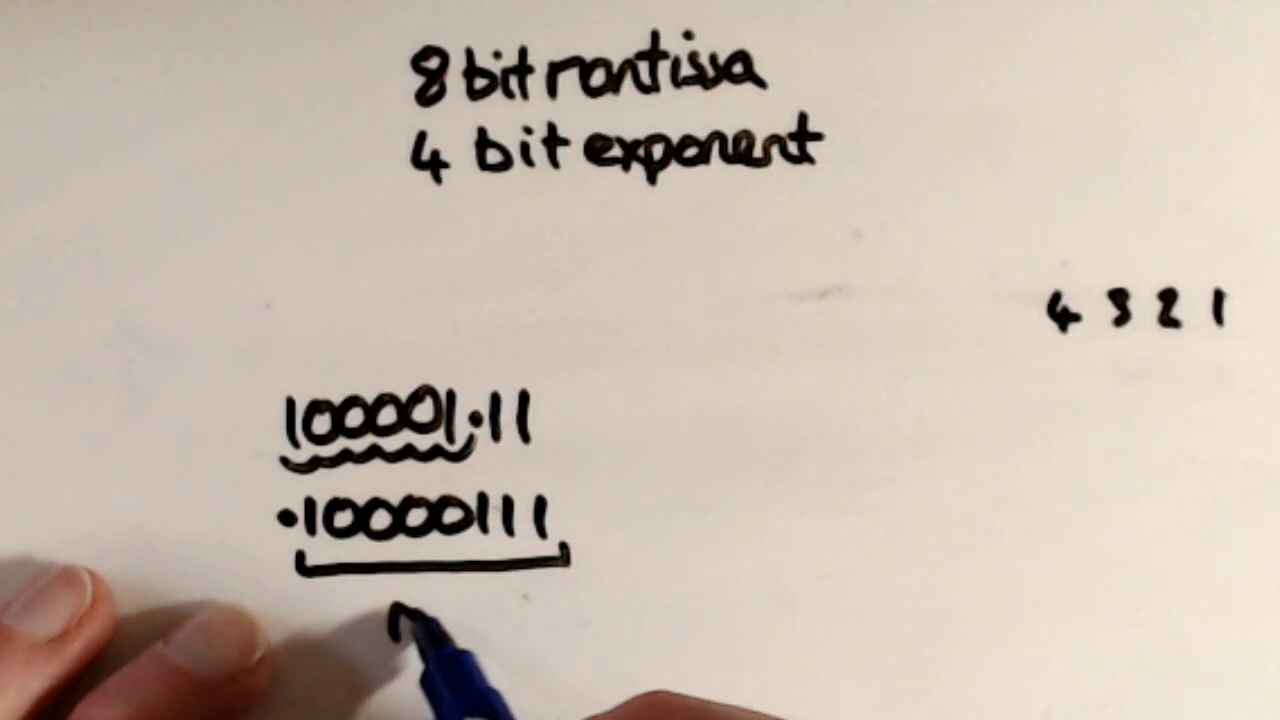 8 bit mantissa
4 bit exponent
4 3 2 1
100001.11
.10000111